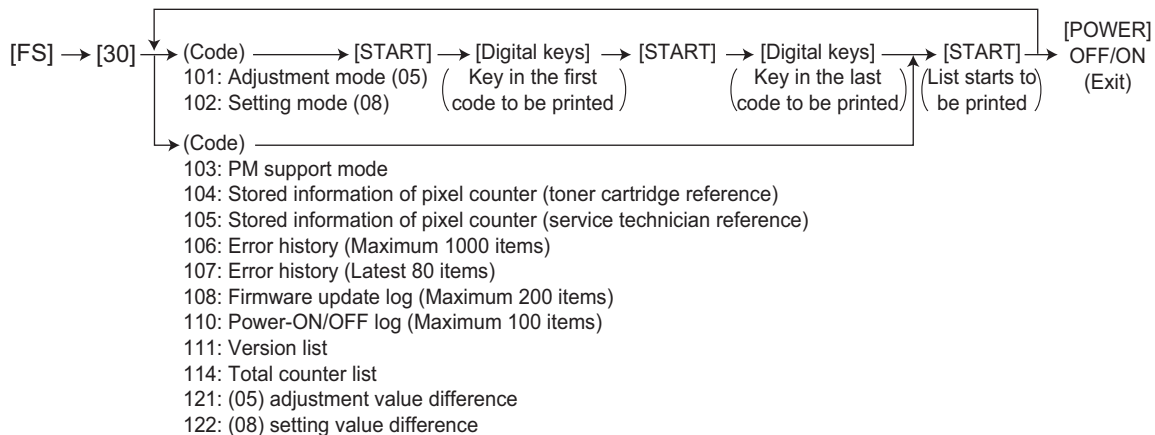 [POWER]
[FS] [30] (Code) [START] [Digital keys] [START] [Digital keys] [START] OFF/ON
101: Adjustment mode (05) (Key in the first (Key in the last (List starts to (Exit)
102: Setting mode (08) code to be printed) code to be printed) be printed)
(Code)
103: PM support mode
104: Stored information of pixel counter (toner cartridge reference)
105: Stored information of pixel counter (service technician reference)
106: Error history (Maximum 1000 items)
107: Error history (Latest 80 items)
108: Firmware update log (Maximum 200 items)
110: Power-ON/OFF log (Maximum 100 items)
111: Version list
114: Total counter list
121: (05) adjustment value difference
122: (08) setting value difference